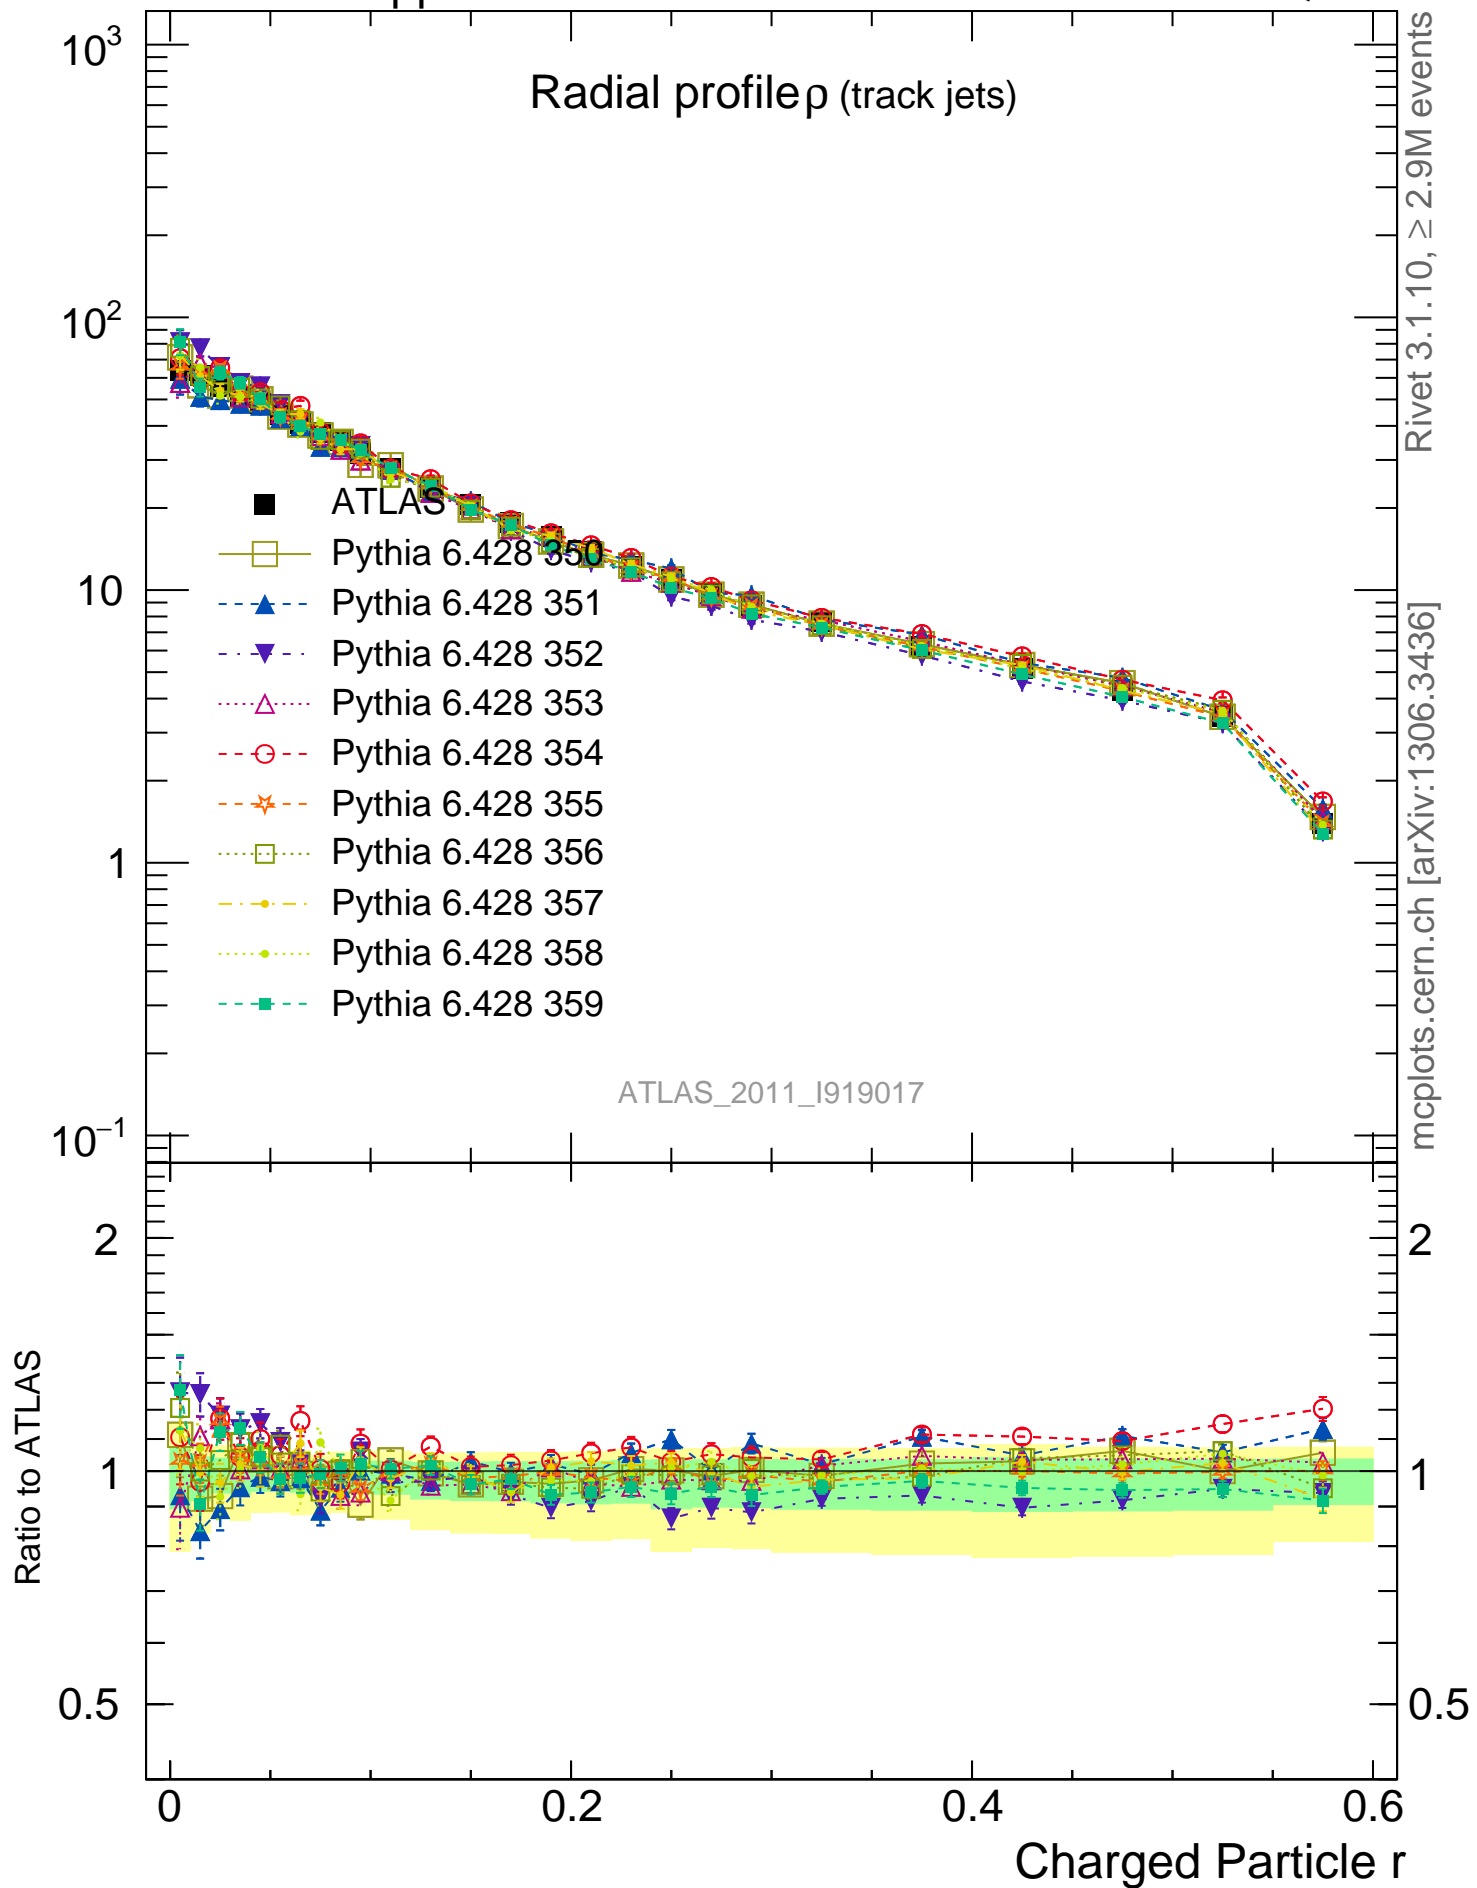 Radial profile ρ (track jets)
10³
10²
10
1
10⁻¹
ATLAS
Pythia 6.428 350
Pythia 6.428 351
Pythia 6.428 352
Pythia 6.428 353
Pythia 6.428 354
Pythia 6.428 355
Pythia 6.428 356
Pythia 6.428 357
Pythia 6.428 358
Pythia 6.428 359
ATLAS_2011_I919017
Rivet 3.1.10, ≥ 2.9M events
mcplots.cern.ch [arXiv:1306.3436]
Ratio to ATLAS
2
1
0.5
2
1
0.5
0
0.2
0.4
0.6
Charged Particle r